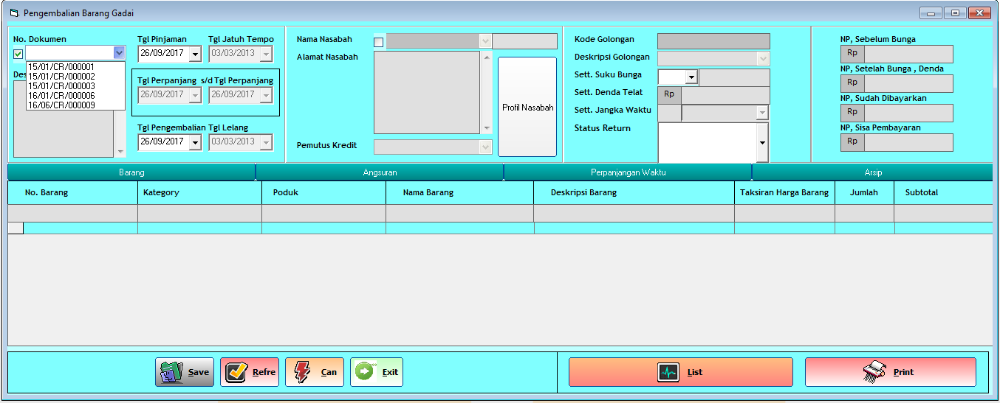 Pengembalian Barang Gadai
No. Dokumen
15/01/CR/000001
15/01/CR/000002
15/01/CR/000003
16/01/CR/000006
16/06/CR/000009
Des
Tgl Pinjaman
Tgl Jatuh Tempo
26/09/2017
03/03/2013
Tgl Perpanjang s/d Tgl Perpanjang
26/09/2017
26/09/2017
Tgl Pengembalian
Tgl Lelang
26/09/2017
03/03/2013
Nama Nasabah
Alamat Nasabah
Profil Nasabah
Pemutus Kredit
Kode Golongan
Deskripsi Golongan
Sett. Suku Bunga
Sett. Denda Telat
Rp
Sett. Jangka Waktu
Status Return
NP, Sebelum Bunga
Rp
NP, Setelah Bunga , Denda
Rp
NP, Sudah Dibayarkan
Rp
NP, Sisa Pembayaran
Rp
Barang
Angsuran
Perpanjangan Waktu
Arsip
No. Barang
Kategory
Poduk
Nama Barang
Deskripsi Barang
Taksiran Harga Barang
Jumlah
Subtotal
Save
Refre
Can
Exit
List
Print